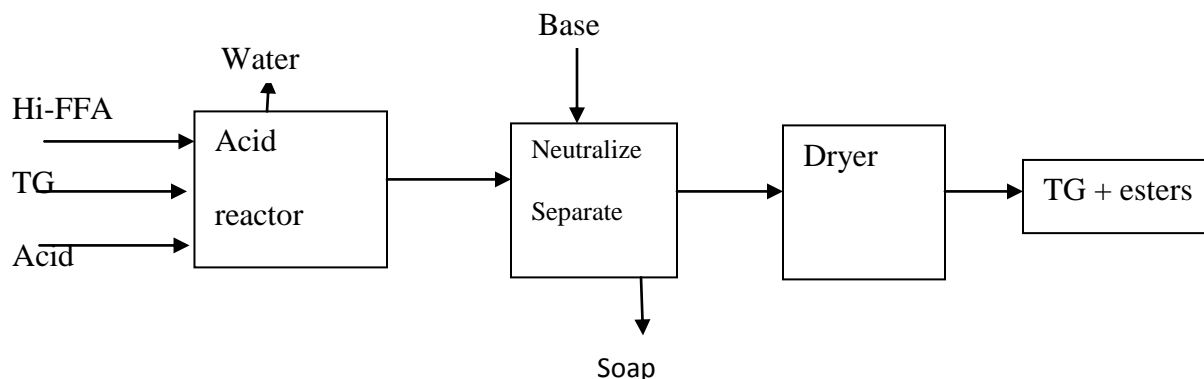 Base
Water
Hi-FFA
Acid
reactor
Neutralize
Separate
Dryer
TG
TG + esters
Acid
Soap